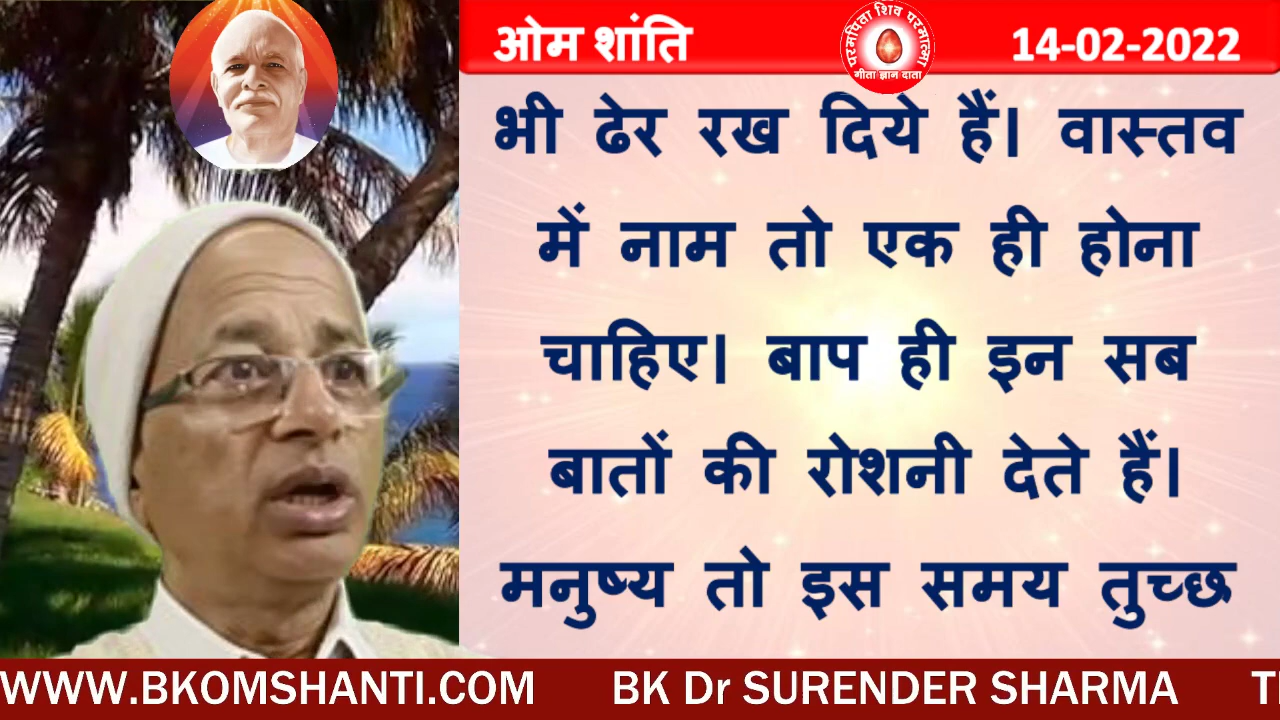 ओम शांति
परमपिता शिव परमात्मा
गीता ज्ञान दाता
14-02-2022
भी ढेर रख दिये हैं। वास्तव
में नाम तो एक ही होना
चाहिए। बाप ही इन सब
बातों की रोशनी देते हैं।
मनुष्य तो इस समय तुच्छ
WWW.BKOMSHANTI.COM BK Dr SURENDER SHARMA